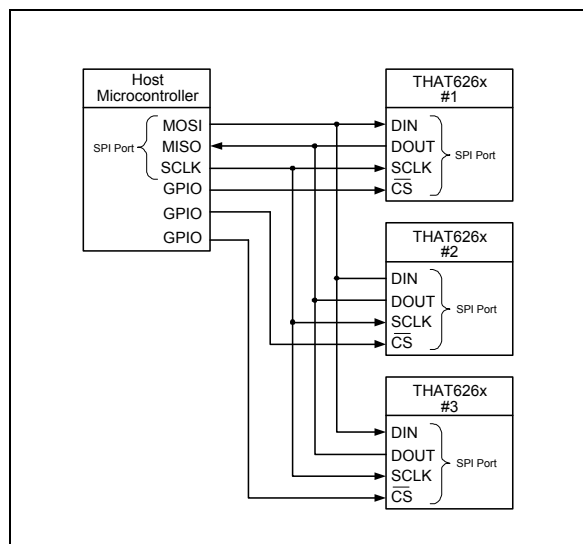 Host
Microcontroller
SPI Port
MOSI
MISO
SCLK
GPIO
GPIO
GPIO
THAT626x
#1
DIN
DOUT
SCLK
CS
SPI Port
THAT626x
#2
DIN
DOUT
SCLK
CS
SPI Port
THAT626x
#3
DIN
DOUT
SCLK
CS
SPI Port